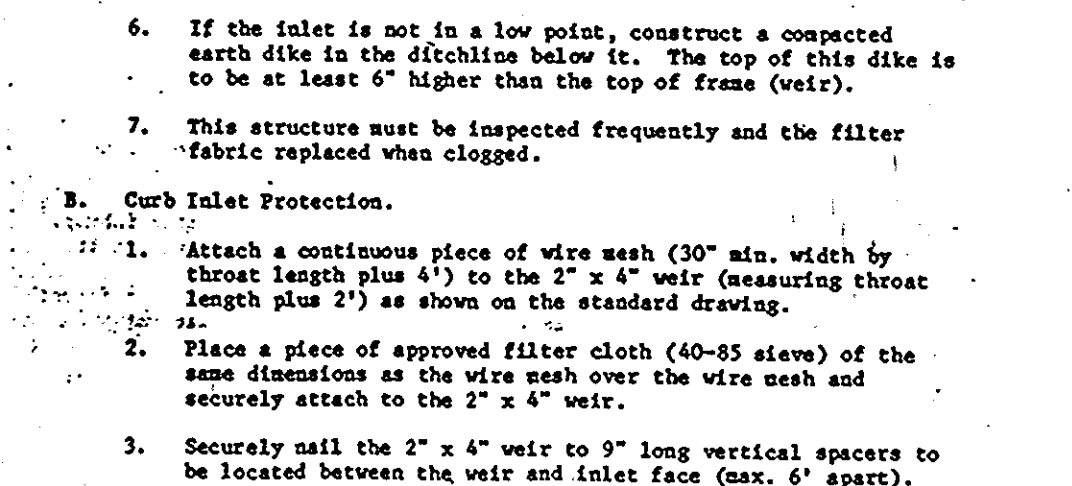 6. If the inlet is not in a low point, construct a compacted
earth dike in the ditchline below it. The top of this dike is
to be at least 6" higher than the top of frame (weir).
7. This structure must be inspected frequently and the filter
fabric replaced when clogged.
B. Curb Inlet Protection.
1. Attach a continuous piece of wire mesh (30" min. width by
throat length plus 4') to the 2" x 4" weir (measuring throat
length plus 2') as shown on the standard drawing.
2. Place a piece of approved filter cloth (40-85 sieve) of the
same dimensions as the wire mesh over the wire mesh and
securely attach to the 2" x 4" weir.
3. Securely nail the 2" x 4" weir to 9" long vertical spacers to
be located between the weir and inlet face (max. 6' apart).